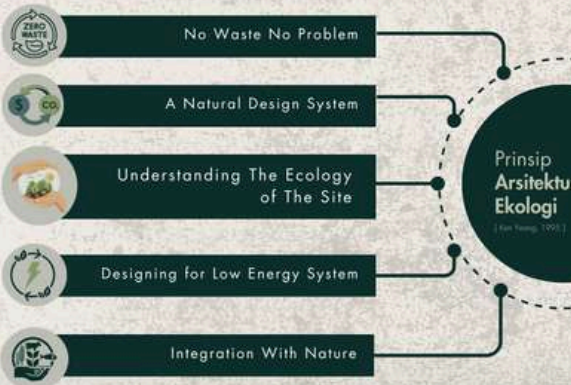 ZERO
WASTE
No Waste No Problem
$
CO₂
A Natural Design System
Understanding The Ecology
of The Site
Designing for Low Energy System
Integration With Nature
Prinsip
Arsitektu
Ekologi